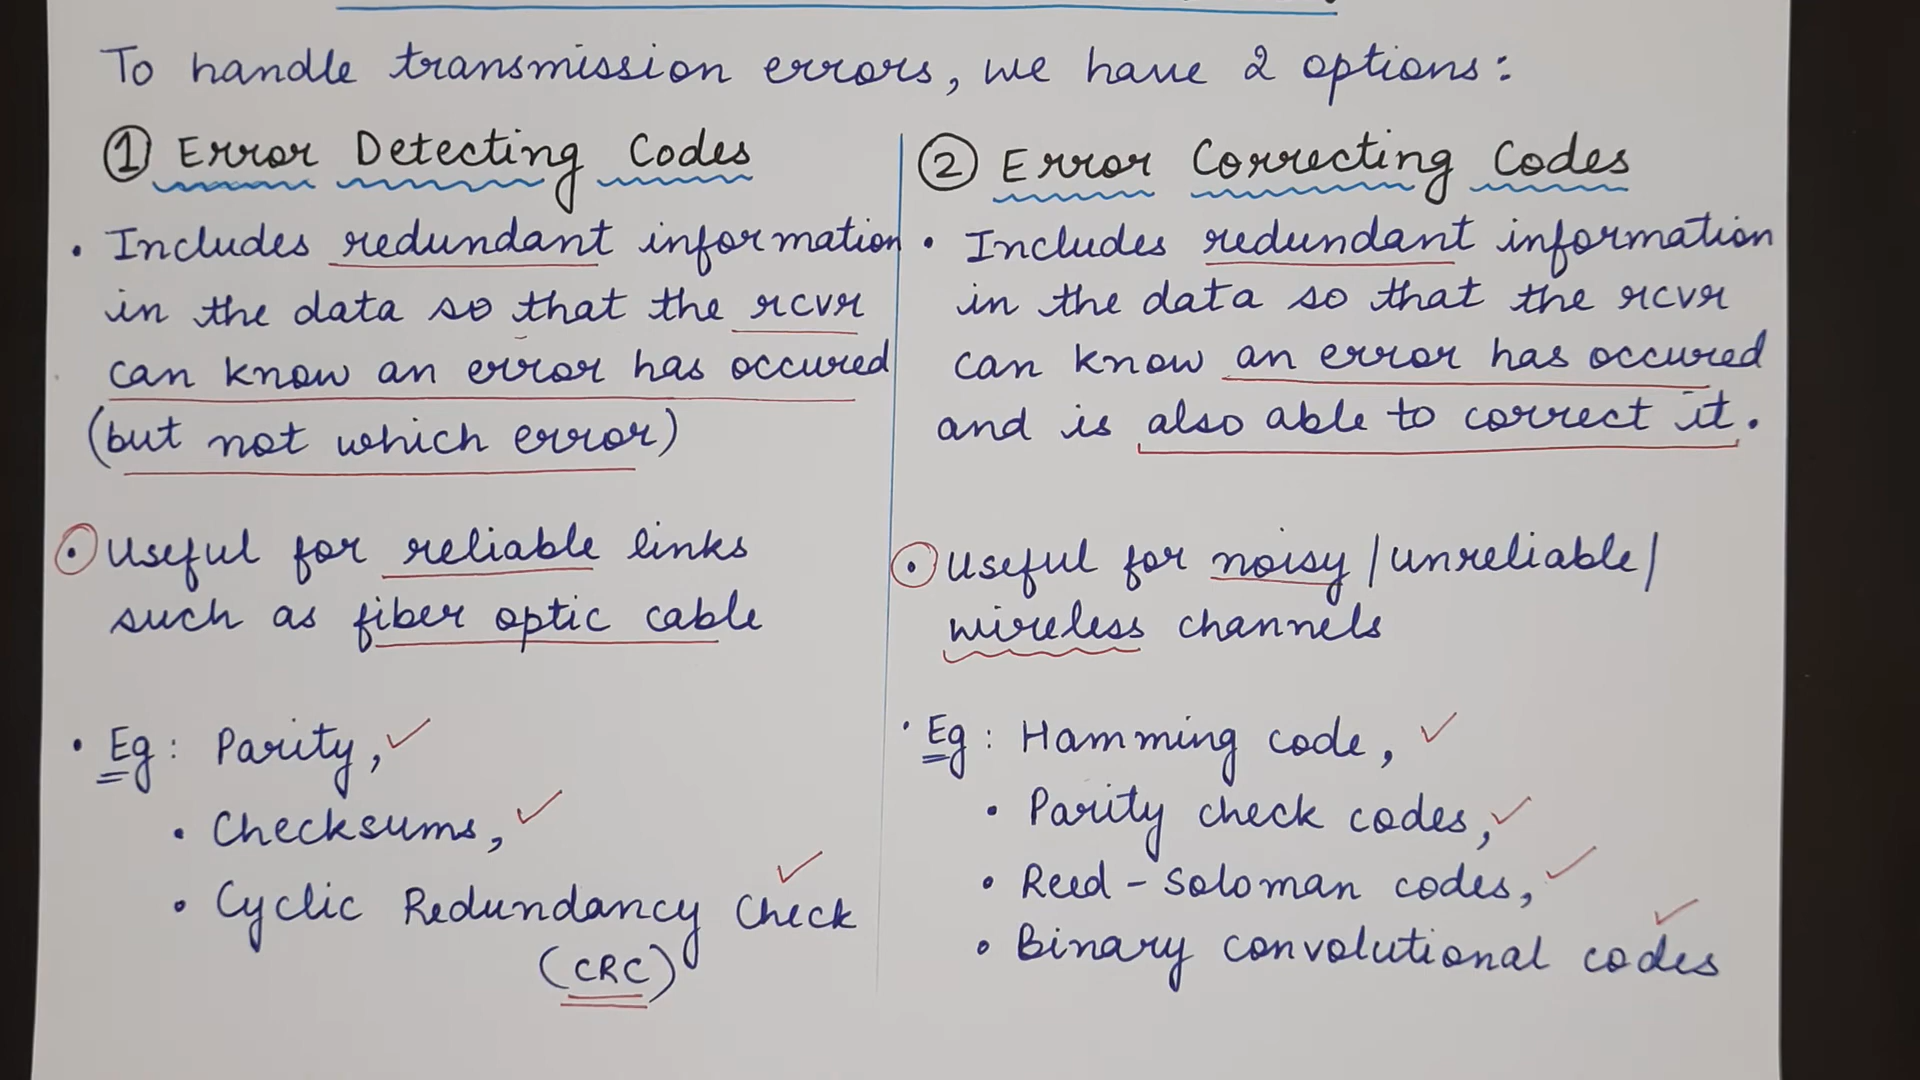 To handle transmission errors, we have 2 options:
① Error Detecting Codes
• Includes redundant information
in the data so that the rcvr
can know an error has occured
(but not which error)
• Useful for reliable links
such as fiber optic cable
• Eg: Parity,
• Checksums,
• Cyclic Redundancy Check
(CRC)
② Error Correcting Codes
• Includes redundant information
in the data so that the rcvr
can know an error has occured
and is also able to correct it.
• Useful for noisy/unreliable/
wireless channels
• Eg: Hamming code,
• Parity check codes,
• Reed-Soloman codes,
• Binary convolutional codes